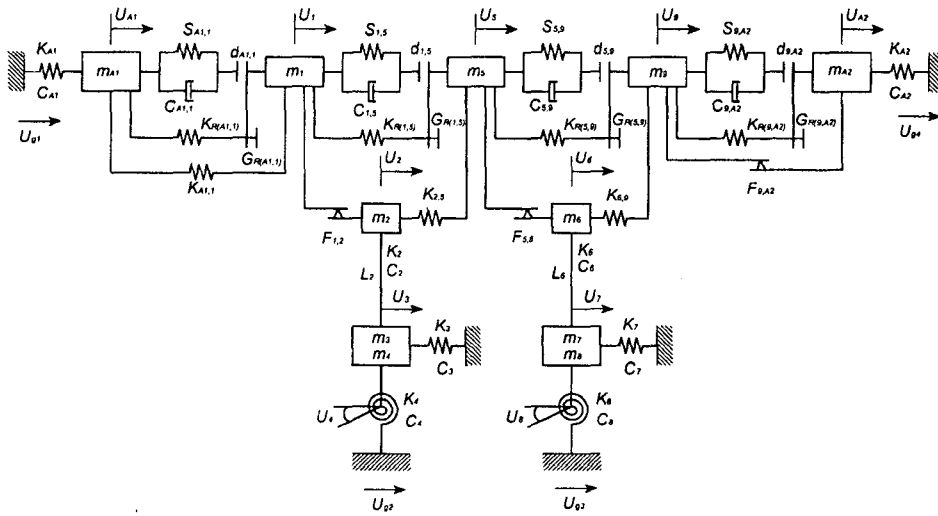 U_A1 U_1 U_5 U_9 U_A2
S_A1,1 S_1,5 S_5,9 S_9,A2
K_A1 d_A1,1 d_1,5 d_5,9 d_9,A2 K_A2
m_A1 m_1 m_5 m_9 m_A2
C_A1 C_A1,1 C_1,5 C_5,9 C_9,A2 C_A2
U_g1 K_R(A1,1) K_R(1,5) K_R(5,9) K_R(9,A2) U_g4
G_R(A1,1) G_R(1,5) G_R(5,9) G_R(9,A2)
K_A1,1 U_2 U_6 F_9,A2
m_2 K_2,5 m_6 K_6,9
F_1,2 F_5,6
K_2 K_6
L_2 C_2 L_6 C_6
U_3 U_7
m_3 K_3 m_7 K_7
m_4 C_3 m_8 C_7
U_4 K_4 U_8 K_8
C_4 C_8
U_g2 U_g3